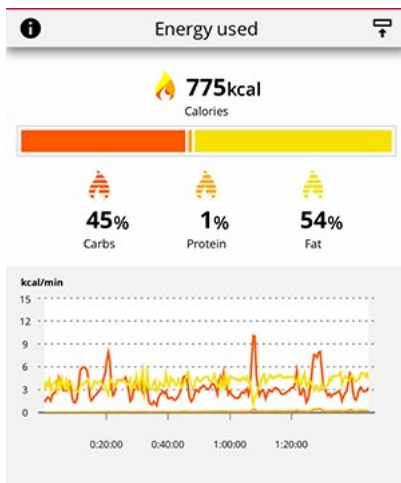 Energy used
775kcal
Calories
45% 1% 54%
Carbs Protein Fat
kcal/min
15
12
9
6
3
0
0:20:00 0:40:00 1:00:00 1:20:00